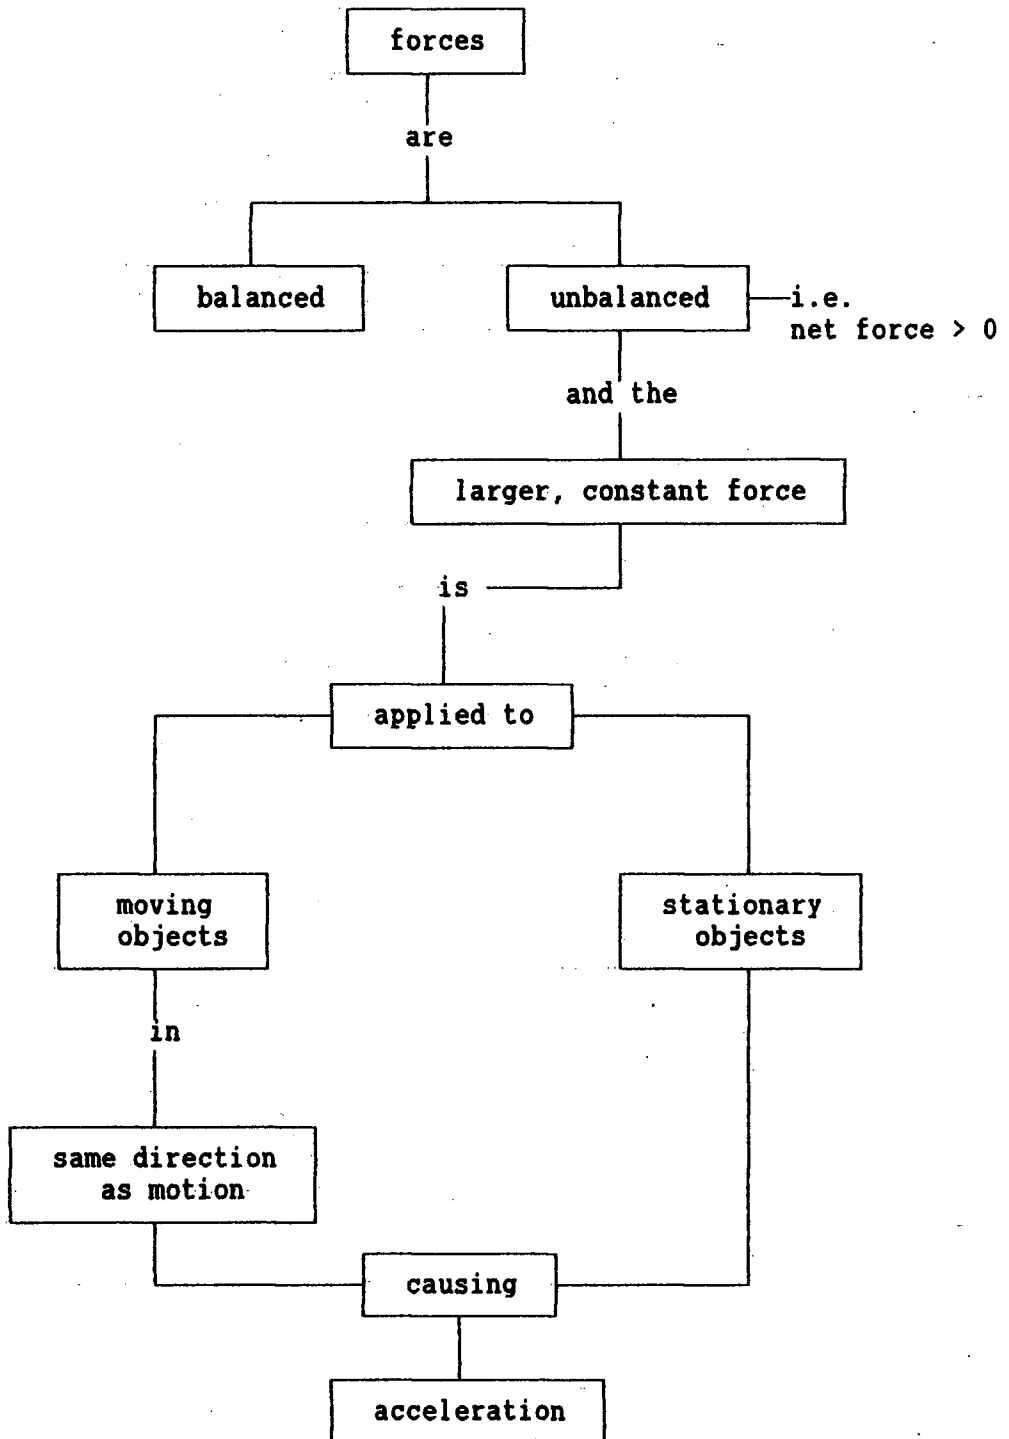 forces
are
balanced
unbalanced
i.e.
net force > 0
and the
larger, constant force
is
applied to
moving
objects
stationary
objects
in
same direction
as motion
causing
acceleration